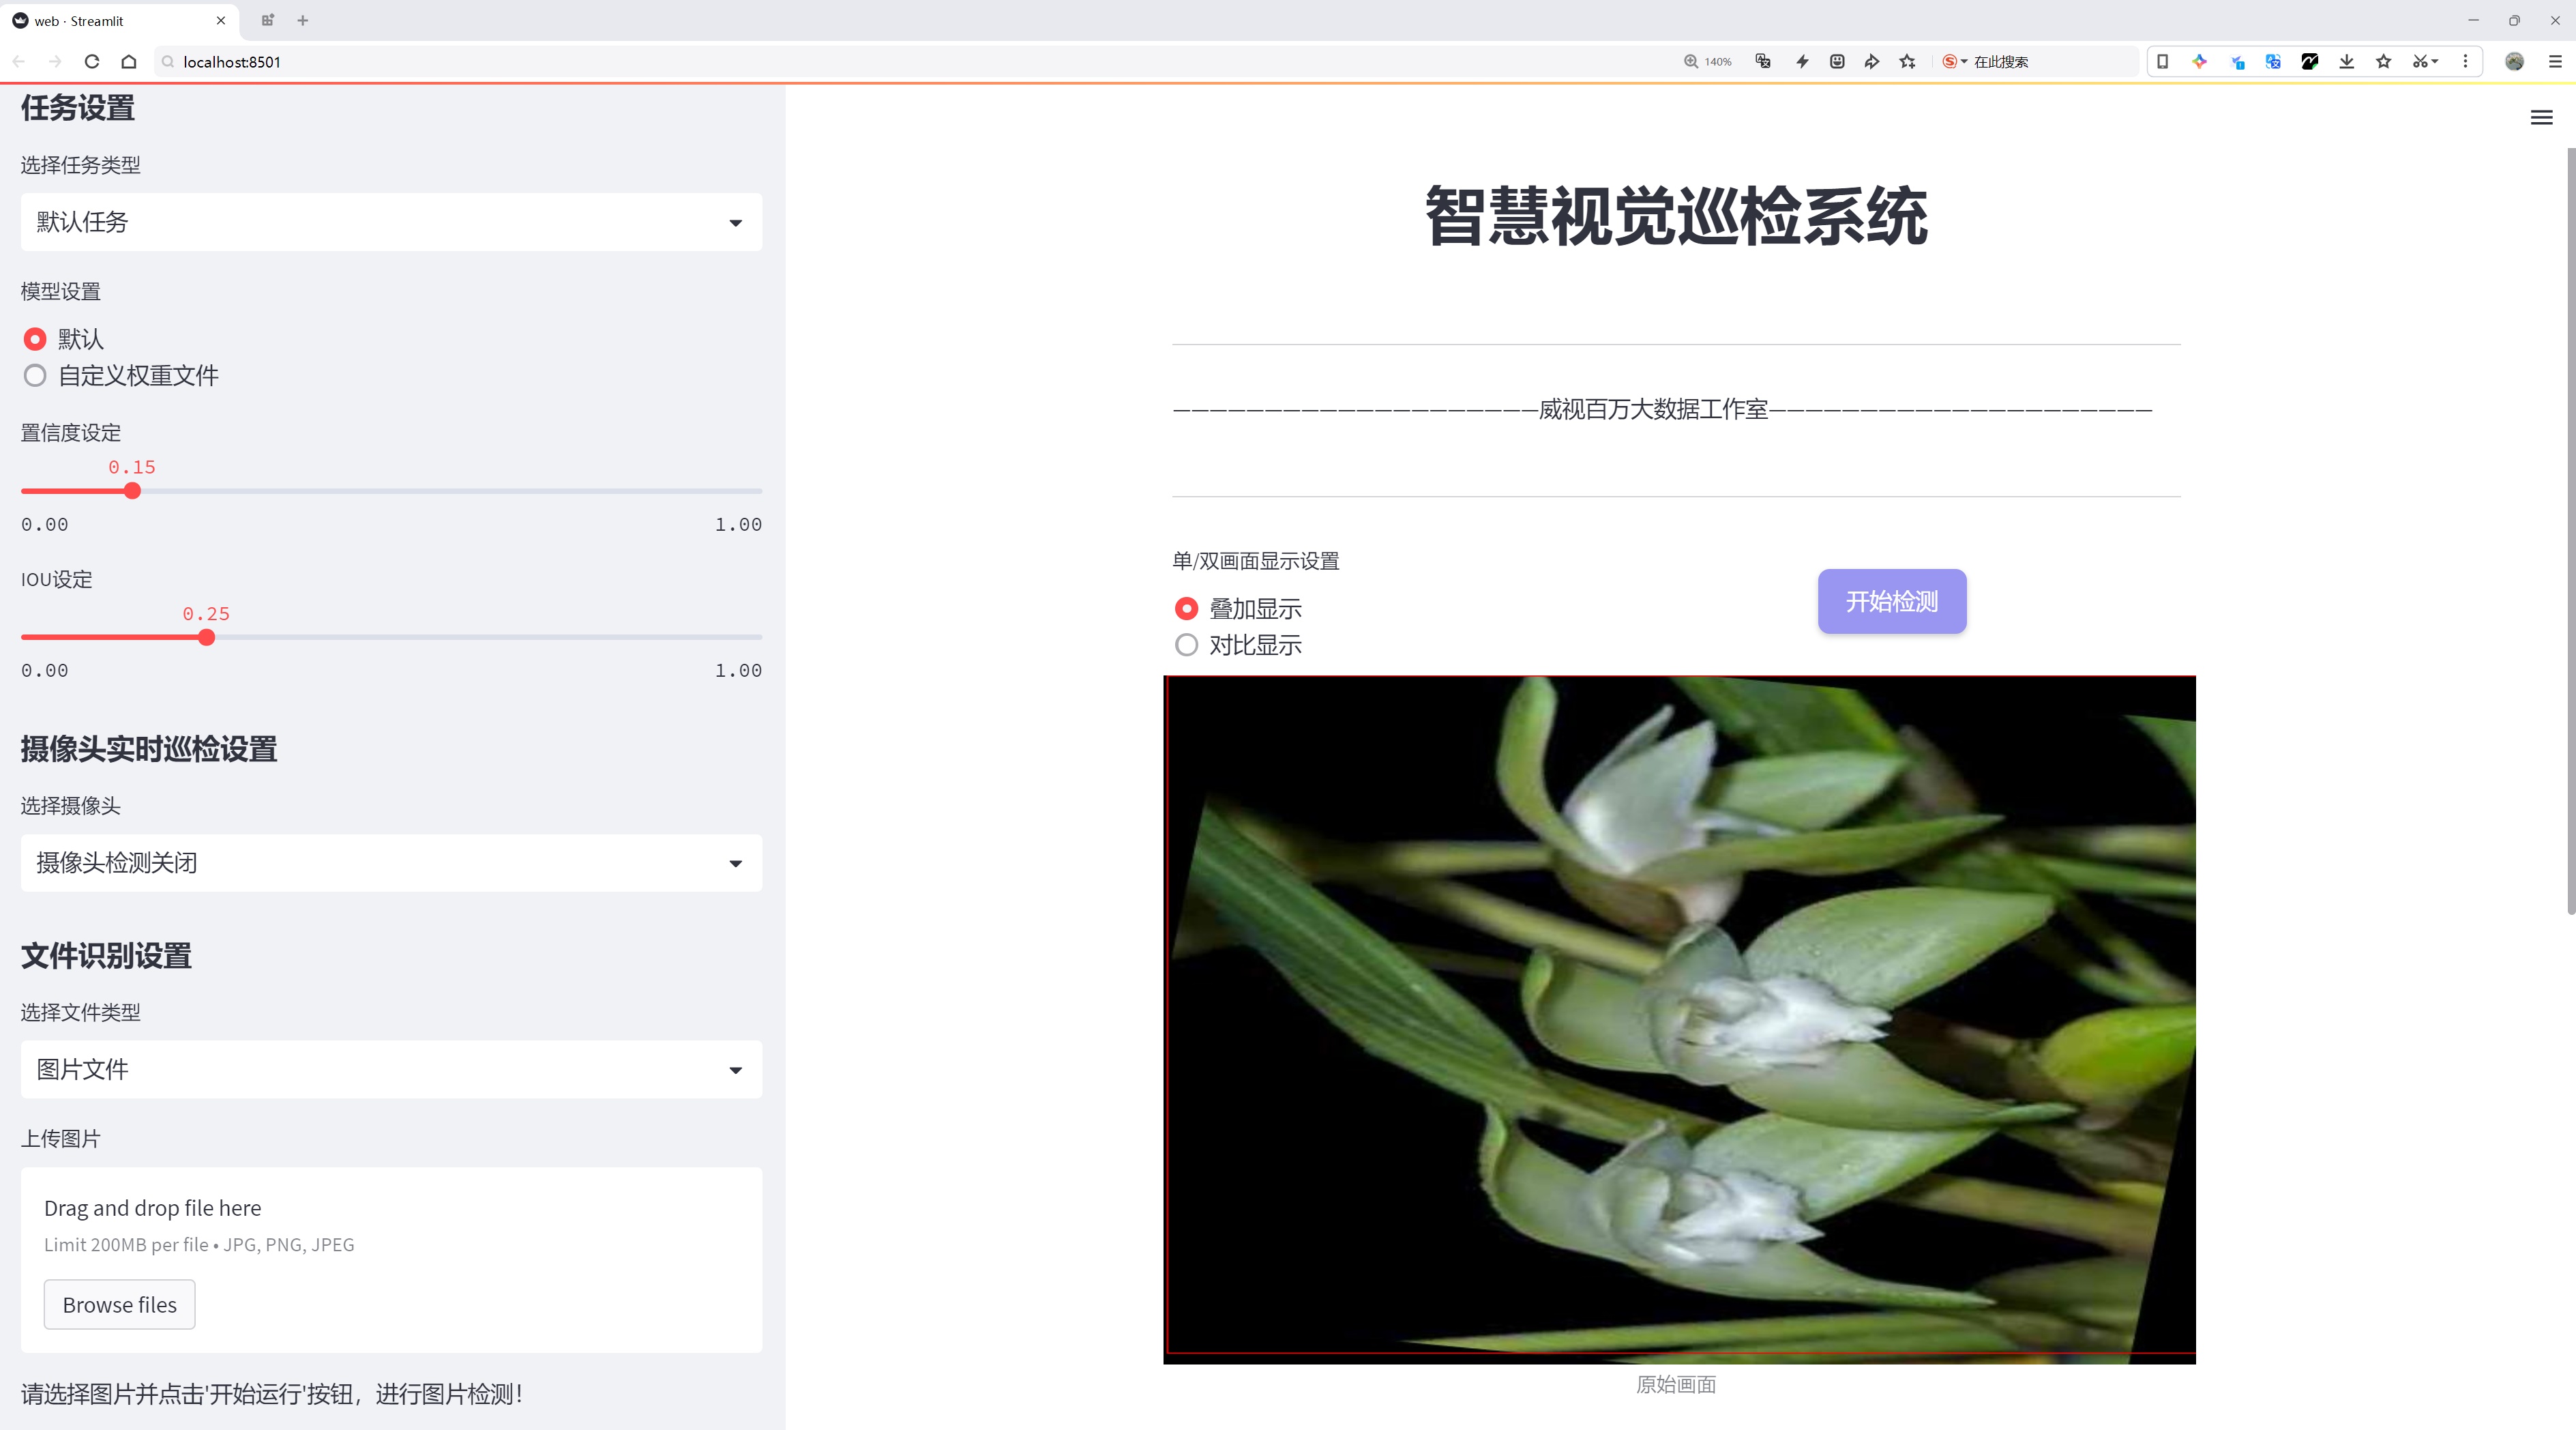 web · Streamlit
localhost:8501
140%
在此搜索
任务设置
选择任务类型
默认任务
模型设置
默认
自定义权重文件
置信度设定
0.15
0.00
1.00
IOU设定
0.25
0.00
1.00
摄像头实时巡检设置
选择摄像头
摄像头检测关闭
文件识别设置
选择文件类型
图片文件
上传图片
Drag and drop file here
Limit 200MB per file • JPG, PNG, JPEG
Browse files
请选择图片并点击'开始运行'按钮，进行图片检测！
智慧视觉巡检系统
————————————————————威视百万大数据工作室—————————————————————
单/双画面显示设置
叠加显示
对比显示
开始检测
原始画面